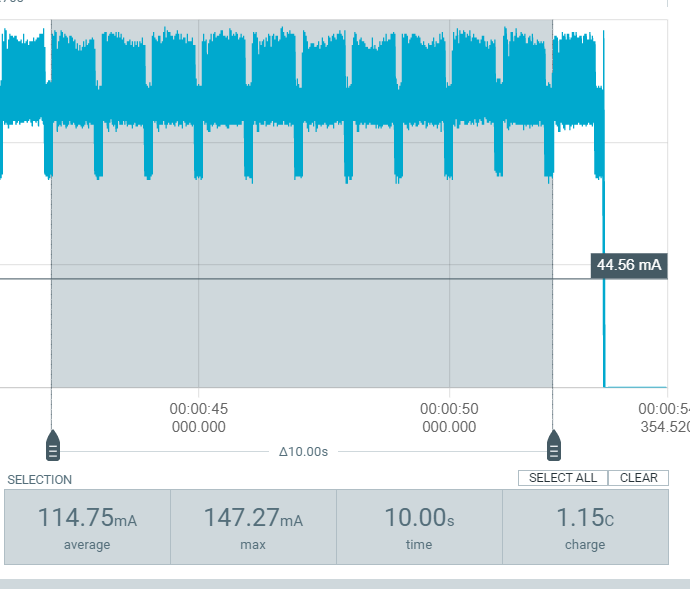 44.56 mA
00:00:45
000.000
00:00:50
000.000
00:00:54
354.520
Δ10.00s
SELECTION
SELECT ALL
CLEAR
114.75mA
average
147.27mA
max
10.00s
time
1.15C
charge